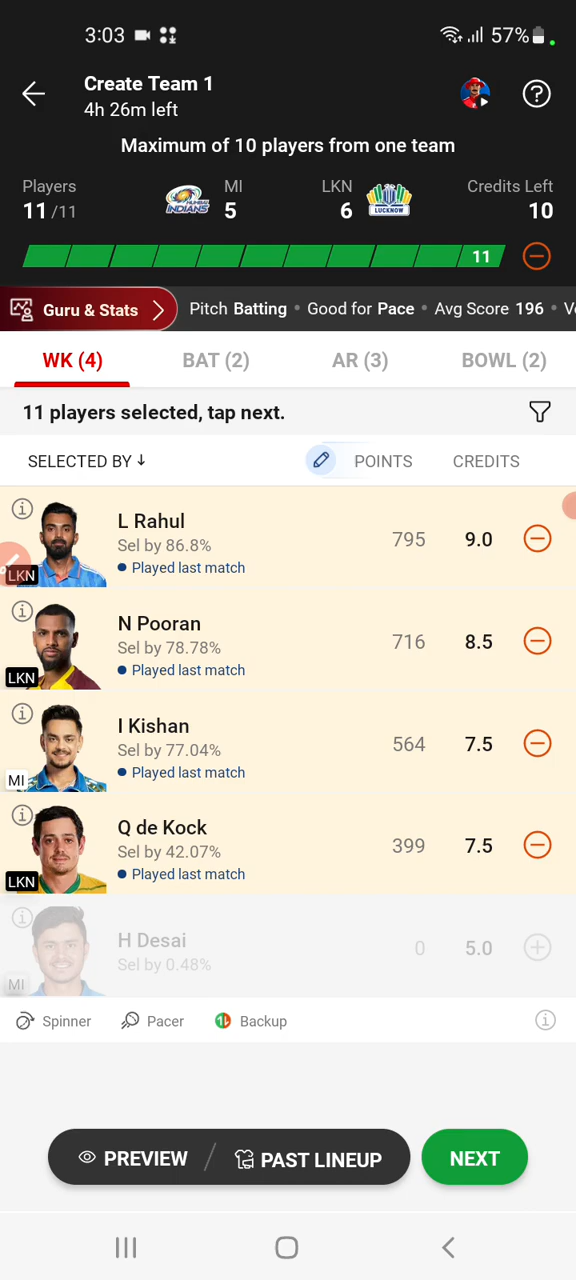 3:03 57%
Create Team 1
4h 26m left
Maximum of 10 players from one team
Players MI LKN Credits Left
11/11 5 6 10
MUMBAI INDIANS LUCKNOW
11
Guru & Stats Pitch Batting • Good for Pace • Avg Score 196 • V
WK (4) BAT (2) AR (3) BOWL (2)
11 players selected, tap next.
SELECTED BY ↓ POINTS CREDITS
L Rahul
Sel by 86.8% 795 9.0
Played last match
LKN
N Pooran
Sel by 78.78% 716 8.5
Played last match
LKN
I Kishan
Sel by 77.04% 564 7.5
Played last match
MI
Q de Kock
Sel by 42.07% 399 7.5
Played last match
LKN
H Desai
Sel by 0.48% 0 5.0
MI
Spinner Pacer Backup
PREVIEW / PAST LINEUP NEXT